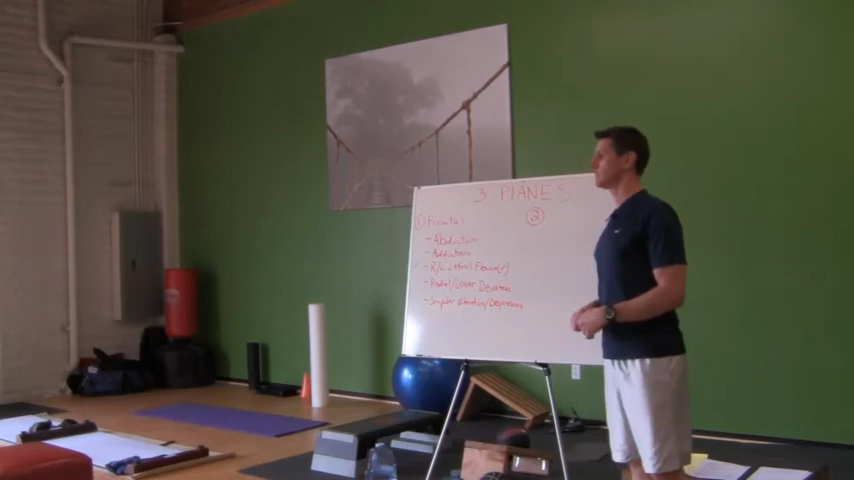 3 PLANES
① Frontal ②
- Abduction
- Adduction
- R/L Lateral Flexion
- Radial/Ulnar Deviation
- Scapular Elevation/Depression